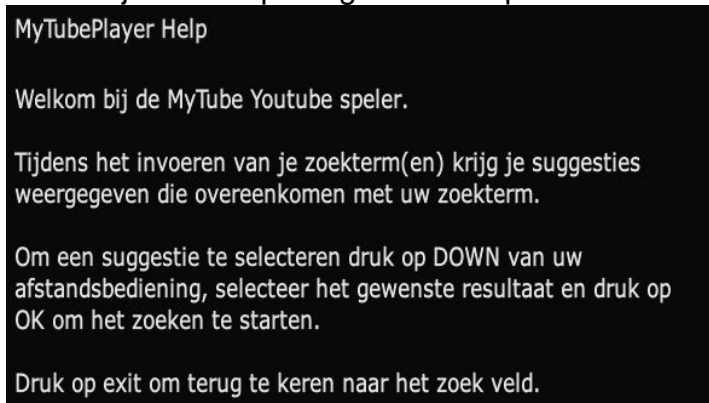 MyTubePlayer Help
Welkom bij de MyTube Youtube speler.
Tijdens het invoeren van je zoekterm(en) krijg je suggesties
weergegeven die overeenkomen met uw zoekterm.
Om een suggestie te selecteren druk op DOWN van uw
afstandsbediening, selecteer het gewenste resultaat en druk op
OK om het zoeken te starten.
Druk op exit om terug te keren naar het zoek veld.